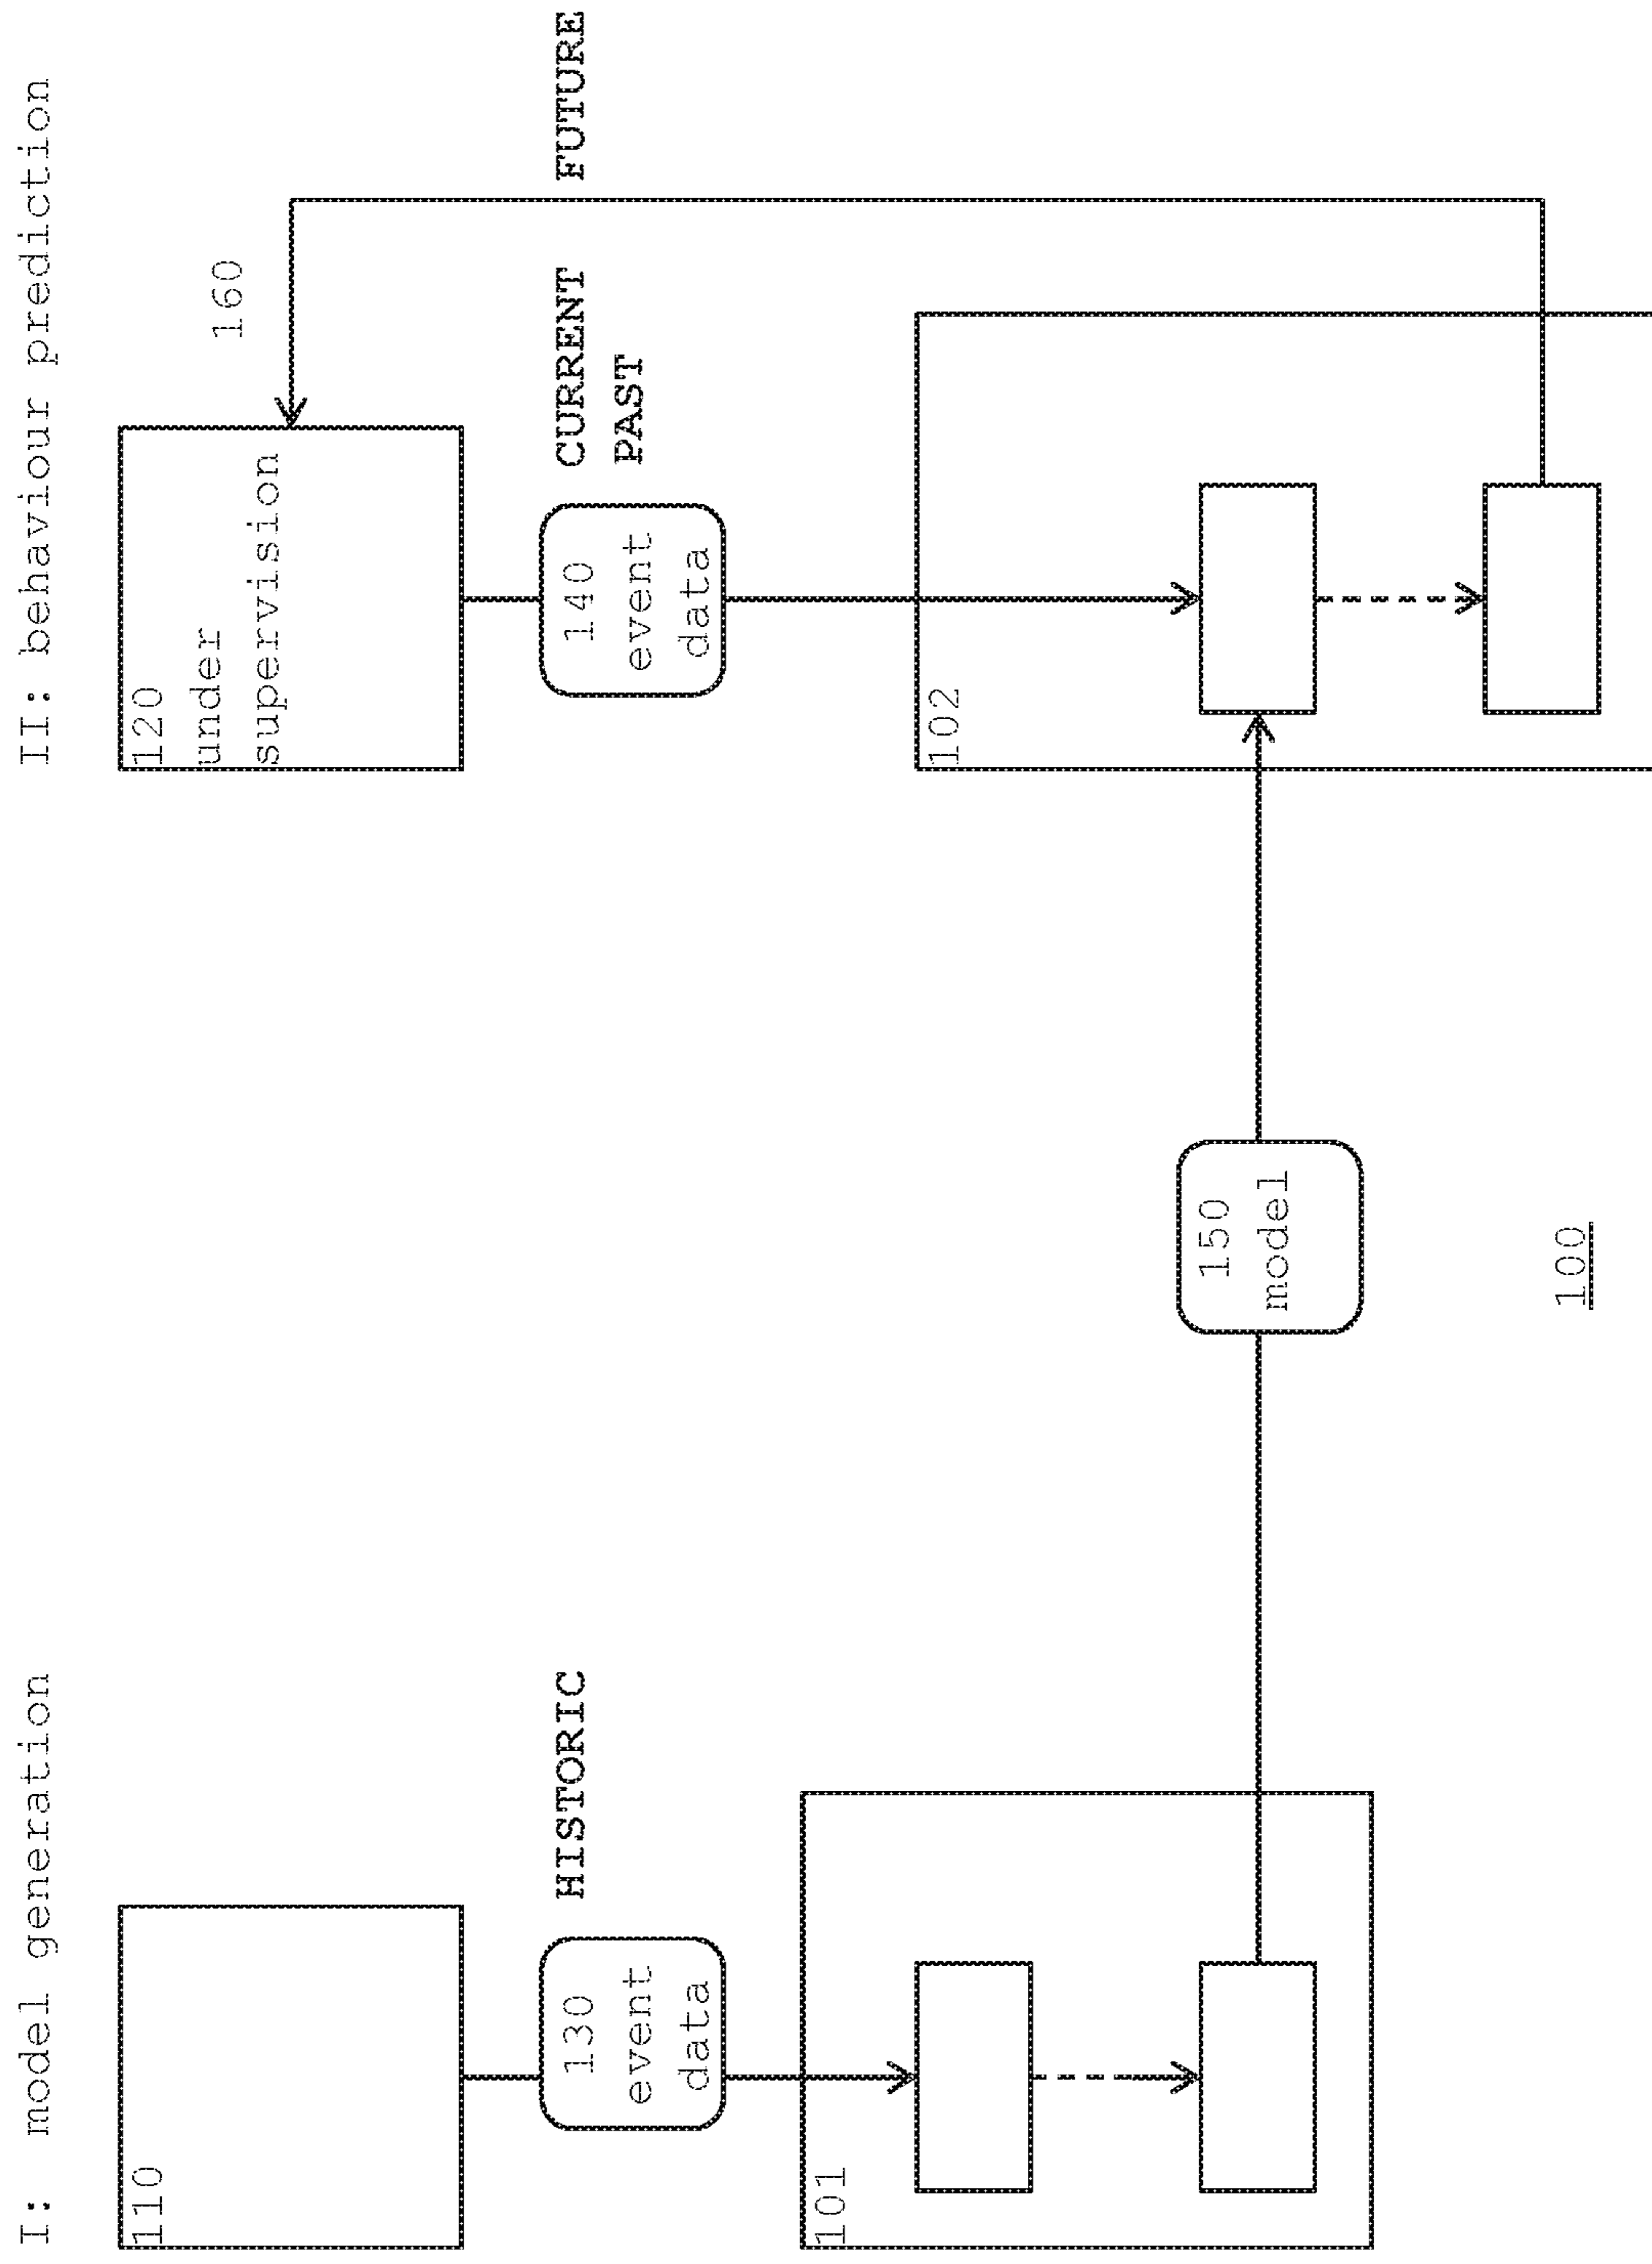 I: model generation
II: behaviour prediction
110
120
under
supervision
160
130
event
data
HISTORIC
140
event
data
CURRENT
PAST
FUTURE
101
102
150
model
100